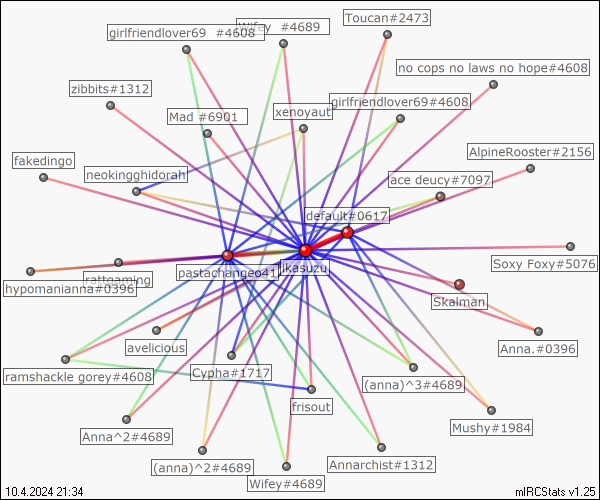 Toucan#2473
girlfriendlover69 #4608
Wifey #4689
no cops no laws no hope#4608
zibbits#1312
girlfriendlover69#4608
Mad #6901
xenoyaut
AlpineRooster#2156
fakedingo
neokingghidorah
ace deucy#7097
default#0617
Soxy Foxy#5076
pastachangeo41
jkasuzu
rattgaming
hypomanianna#0396
Skalman
avelicious
Anna.#0396
Cypha#1717
ramshackle gorey#4608
(anna)^3#4689
frisout
Mushy#1984
Anna^2#4689
(anna)^2#4689
Annarchist#1312
Wifey#4689
10.4.2024 21:34
mIRCStats v1.25